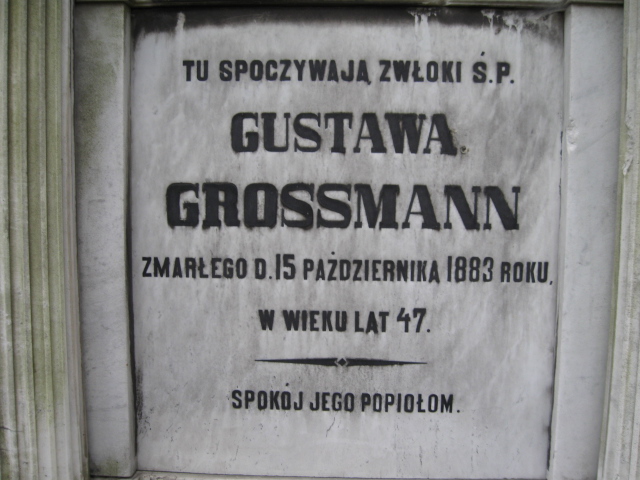 TU SPOCZYWAJĄ ZWŁOKI Ś.P.
GUSTAWA
GROSSMANN
ZMARŁEGO D. 15 PAŹDZIERNIKA 1883 ROKU,
W WIEKU LAT 47.
SPOKÓJ JEGO POPIOŁOM.